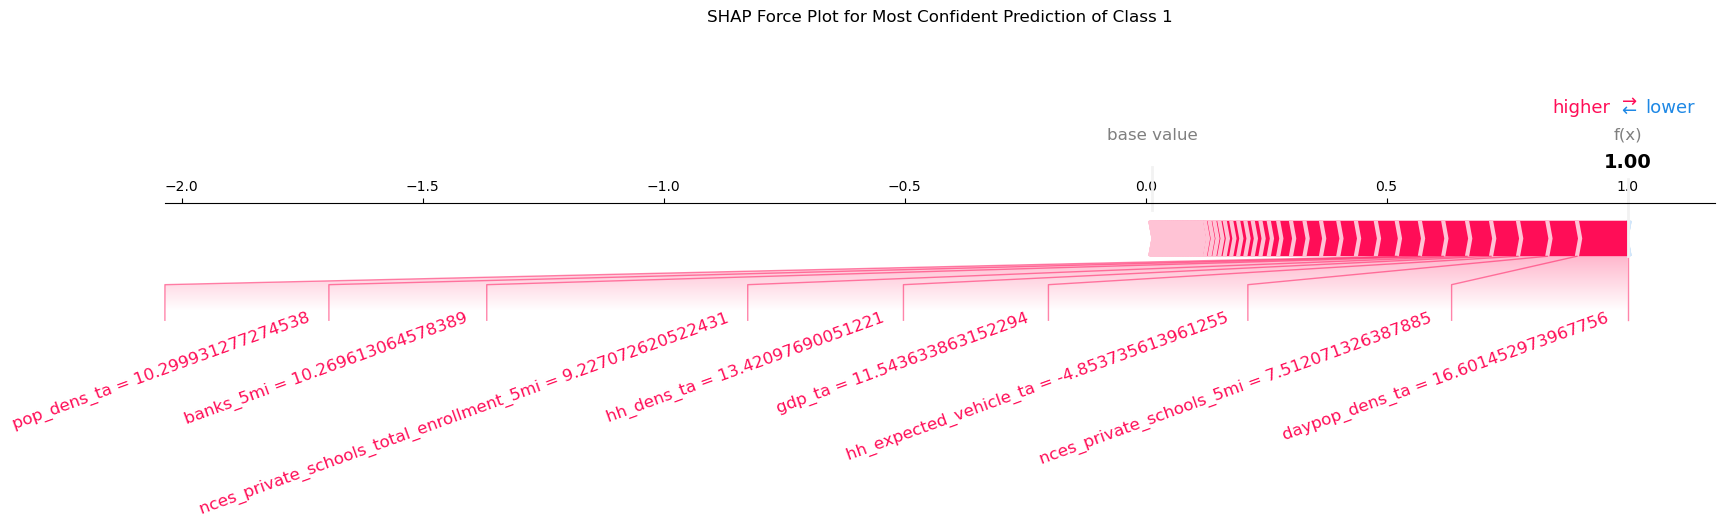 SHAP Force Plot for Most Confident Prediction of Class 1
higher ⇄ lower
base value f(x)
1.00
−2.0 −1.5 −1.0 −0.5 0.0 0.5 1.0
pop_dens_ta = 10.299931277274538
banks_5mi = 10.269613064578389
nces_private_schools_total_enrollment_5mi = 9.227072620522431
hh_dens_ta = 13.42097690051221
gdp_ta = 11.543633863152294
hh_expected_vehicle_ta = -4.853735613961255
nces_private_schools_5mi = 7.512071326387885
daypop_dens_ta = 16.601452973967756